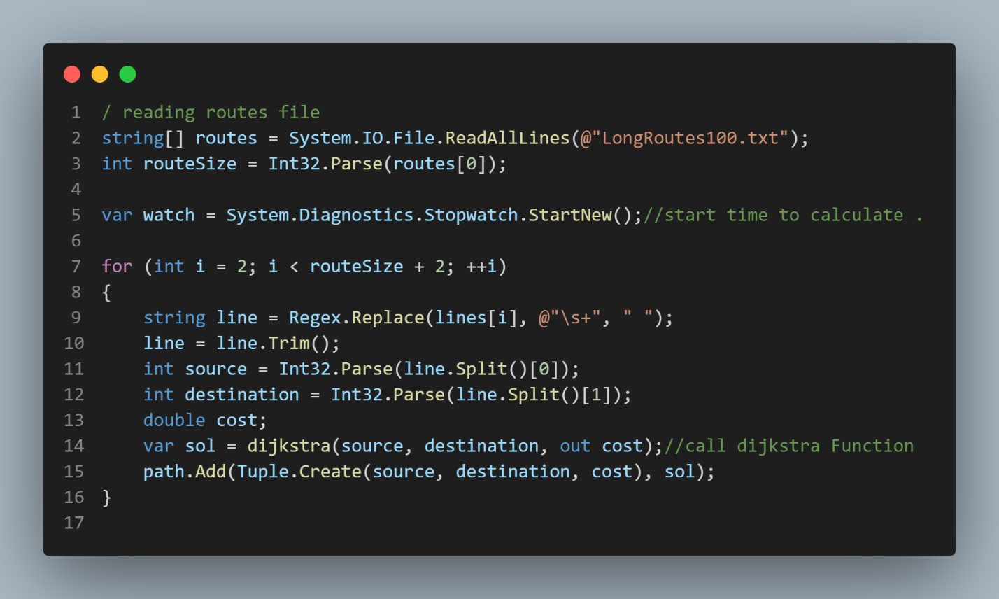 1 / reading routes file
2 string[] routes = System.IO.File.ReadAllLines(@"LongRoutes100.txt");
3 int routeSize = Int32.Parse(routes[0]);
4
5 var watch = System.Diagnostics.Stopwatch.StartNew();//start time to calculate .
6
7 for (int i = 2; i < routeSize + 2; ++i)
8 {
9     string line = Regex.Replace(lines[i], @"\s+", " ");
10     line = line.Trim();
11     int source = Int32.Parse(line.Split()[0]);
12     int destination = Int32.Parse(line.Split()[1]);
13     double cost;
14     var sol = dijkstra(source, destination, out cost);//call dijkstra Function
15     path.Add(Tuple.Create(source, destination, cost), sol);
16 }
17